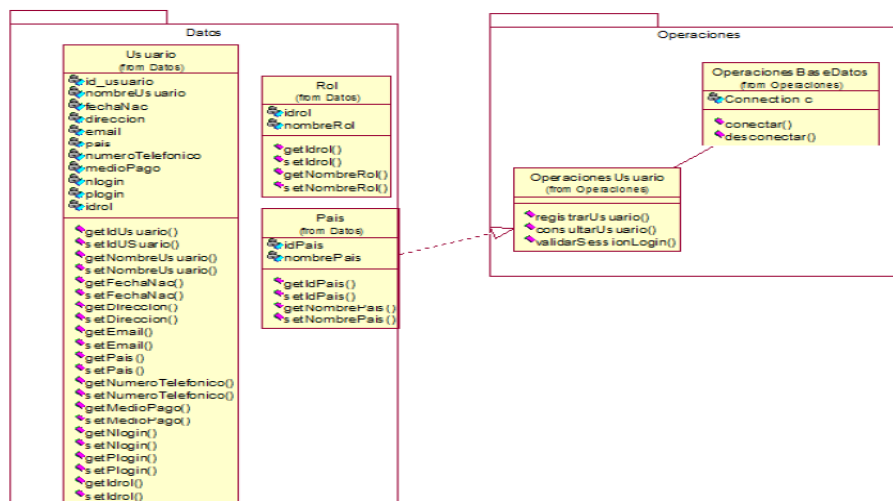 Datos
Usuario
(from Datos)
id_usuario
nombreUsuario
fechaNac
direccion
email
pais
numeroTelefonico
medioPago
nlogin
plogin
idrol
getIdUsuario()
setIdUSuario()
getNombreUsuario()
setNombreUsuario()
getFechaNac()
setFechaNac()
getDireccion()
setDireccion()
getEmail()
setEmail()
getPais()
setPais()
getNumeroTelefonico()
setNumeroTelefonico()
getMedioPago()
setMedioPago()
getNlogin()
setNlogin()
getPlogin()
setPlogin()
getIdrol()
setIdrol()
Rol
(from Datos)
idrol
nombreRol
getIdrol()
setIdrol()
getNombreRol()
setNombreRol()
Pais
(from Datos)
idPais
nombrePais
getIdPais()
setIdPais()
getNombrePais()
setNombrePais()
Operaciones
OperacionesBaseDatos
(from Operaciones)
Connection c
conectar()
desconectar()
OperacionesUsuario
(from Operaciones)
registrarUsuario()
consultarUsuario()
validarSessionLogin()